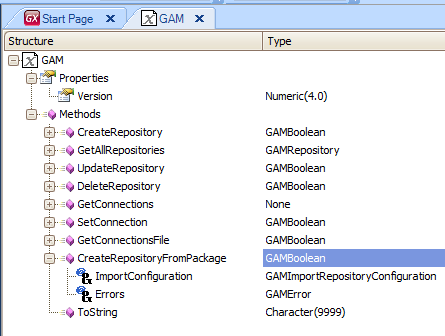 GX Start Page X GAM X
Structure Type
GAM
Properties
Version Numeric(4.0)
Methods
CreateRepository GAMBoolean
GetAllRepositories GAMRepository
UpdateRepository GAMBoolean
DeleteRepository GAMBoolean
GetConnections None
SetConnection GAMBoolean
GetConnectionsFile GAMBoolean
CreateRepositoryFromPackage GAMBoolean
ImportConfiguration GAMImportRepositoryConfiguration
Errors GAMError
ToString Character(9999)